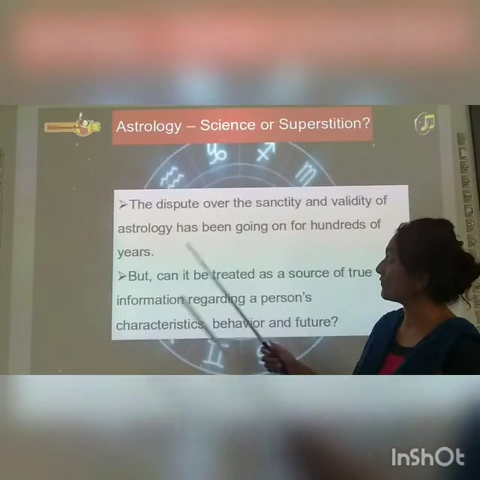 Astrology – Science or Superstition?
➢The dispute over the sanctity and validity of
astrology has been going on for hundreds of
years.
➢But, can it be treated as a source of true
information regarding a person's
characteristics, behavior and future?
InShOt